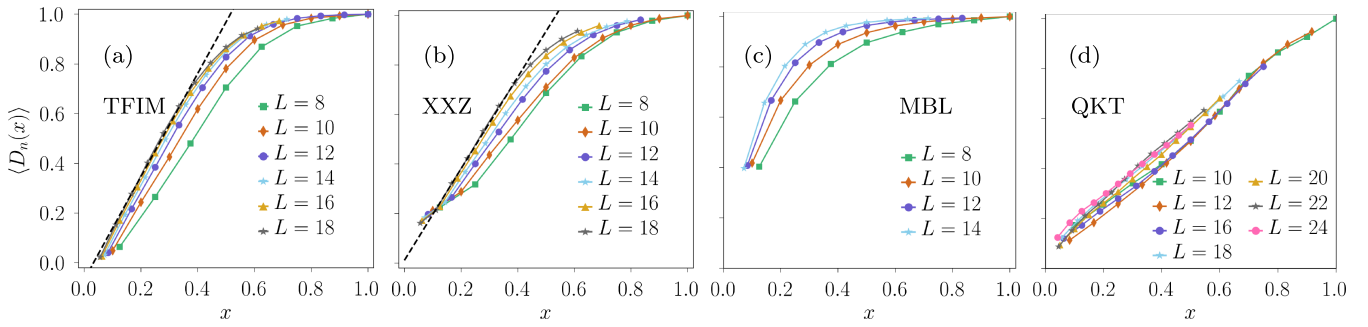 ⟨D_n(x)⟩
1.0
0.8
0.6
0.4
0.2
0.0
(a)
TFIM
L = 8
L = 10
L = 12
L = 14
L = 16
L = 18
0.0 0.2 0.4 0.6 0.8 1.0
x
(b)
XXZ
L = 8
L = 10
L = 12
L = 14
L = 16
L = 18
0.0 0.2 0.4 0.6 0.8 1.0
x
(c)
MBL
L = 8
L = 10
L = 12
L = 14
0.0 0.2 0.4 0.6 0.8 1.0
x
(d)
QKT
L = 10
L = 12
L = 16
L = 18
L = 20
L = 22
L = 24
0.0 0.2 0.4 0.6 0.8 1.0
x